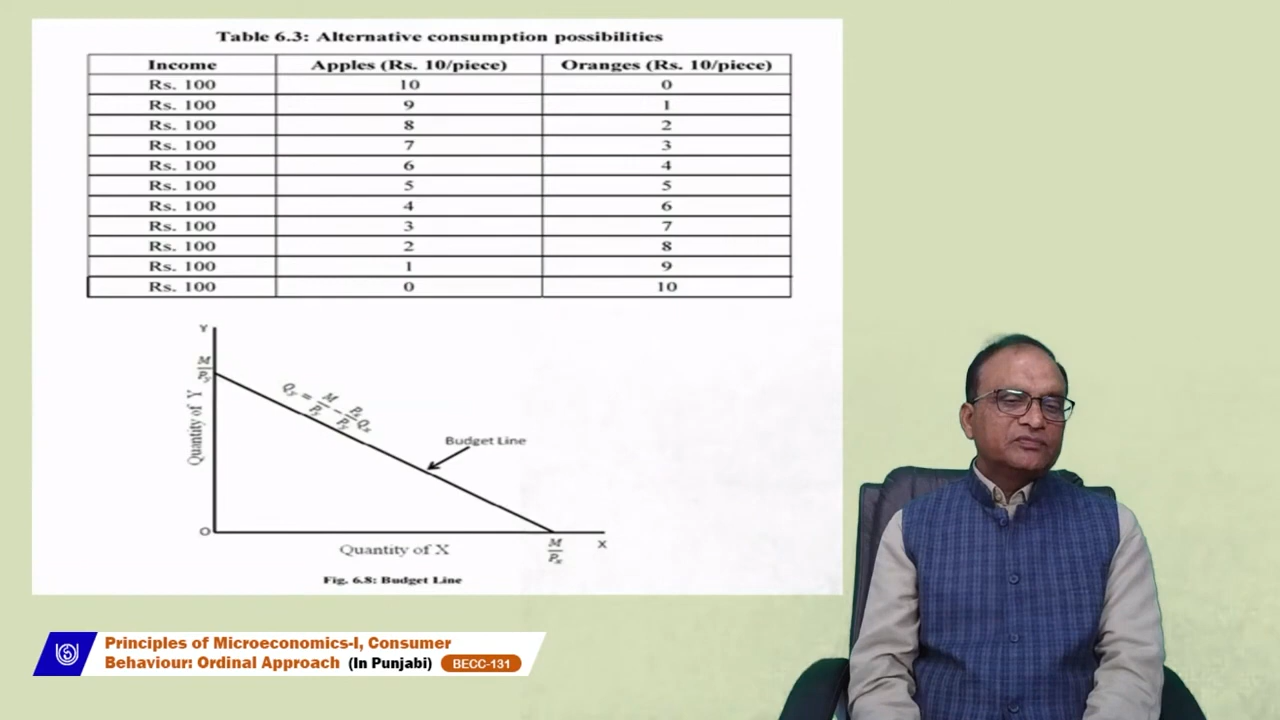 Table 6.3: Alternative consumption possibilities
Income Apples (Rs. 10/piece) Oranges (Rs. 10/piece)
Rs. 100 10 0
Rs. 100 9 1
Rs. 100 8 2
Rs. 100 7 3
Rs. 100 6 4
Rs. 100 5 5
Rs. 100 4 6
Rs. 100 3 7
Rs. 100 2 8
Rs. 100 1 9
Rs. 100 0 10
Y
M/Py
Quantity of Y
Qy = M/Py − Px/Py Qx
Budget Line
O
Quantity of X
M/Px
X
Fig. 6.8: Budget Line
Principles of Microeconomics-I, Consumer
Behaviour: Ordinal Approach (In Punjabi) BECC-131